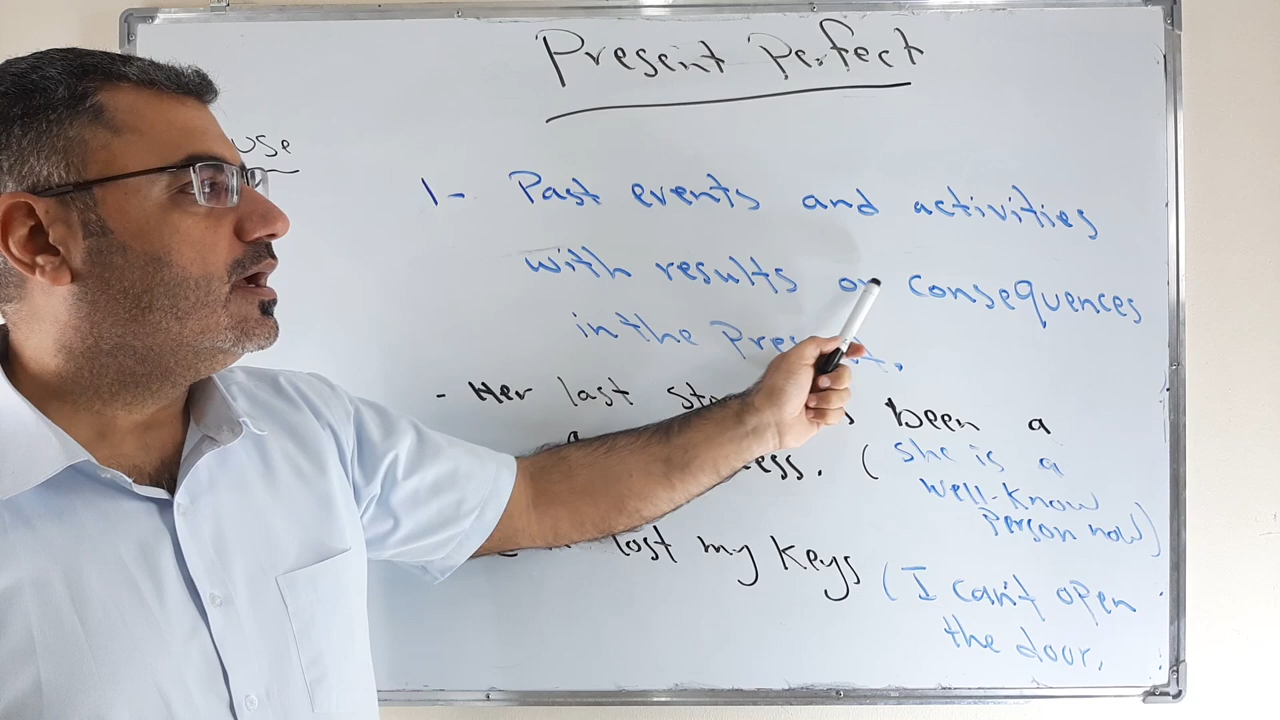 Present Perfect
use
1- Past events and activities
with results or consequences
in the
- Her last been a
(she is a
well-Know
Person now)
lost my keys (I can't open
the door.